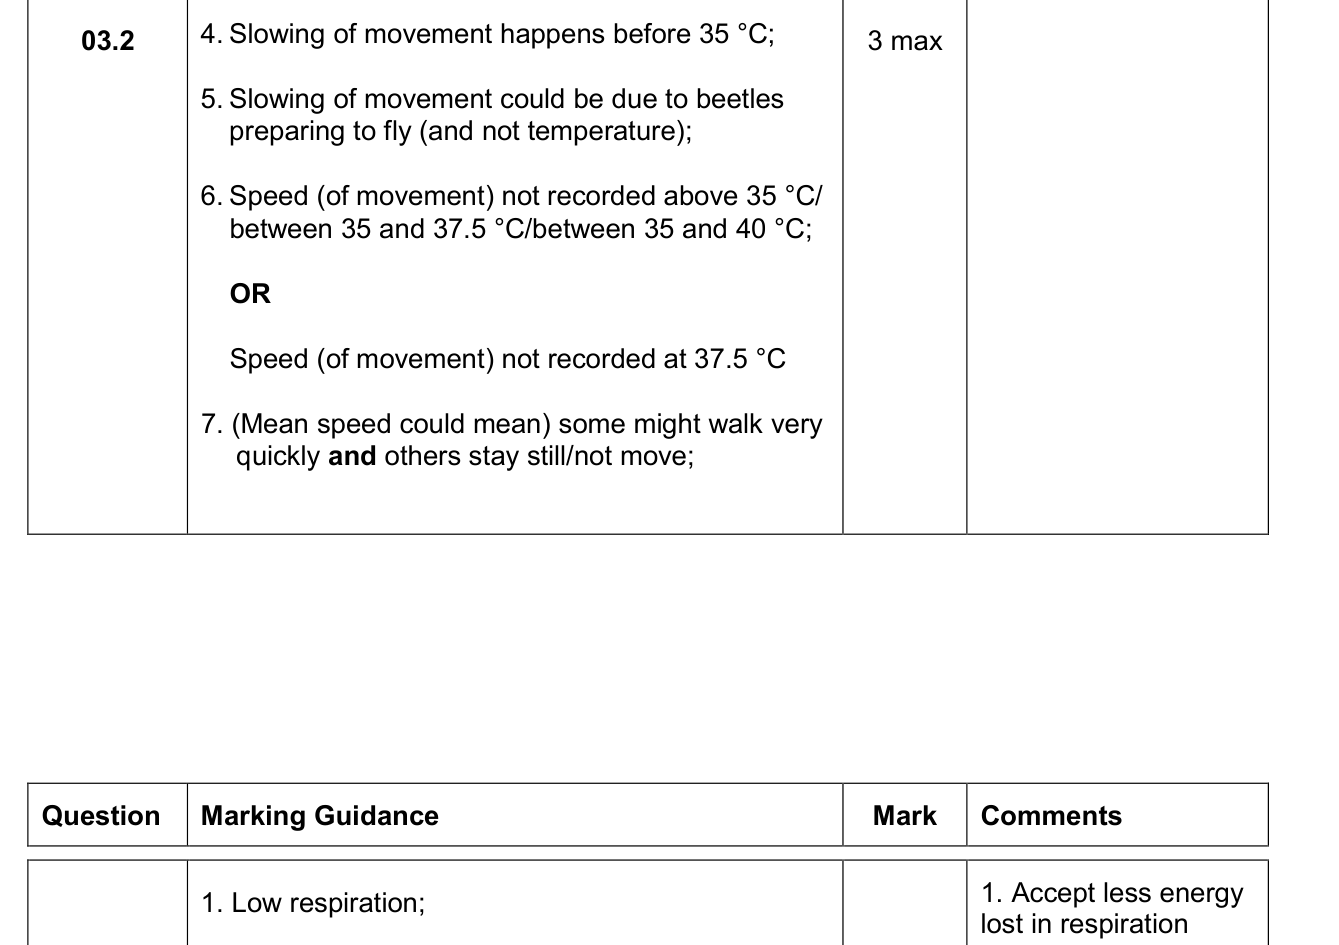 03.2
4. Slowing of movement happens before 35 °C;
3 max
5. Slowing of movement could be due to beetles
preparing to fly (and not temperature);
6. Speed (of movement) not recorded above 35 °C/
between 35 and 37.5 °C/between 35 and 40 °C;
OR
Speed (of movement) not recorded at 37.5 °C
7. (Mean speed could mean) some might walk very
quickly and others stay still/not move;
Question Marking Guidance Mark Comments
1. Low respiration;
1. Accept less energy
lost in respiration